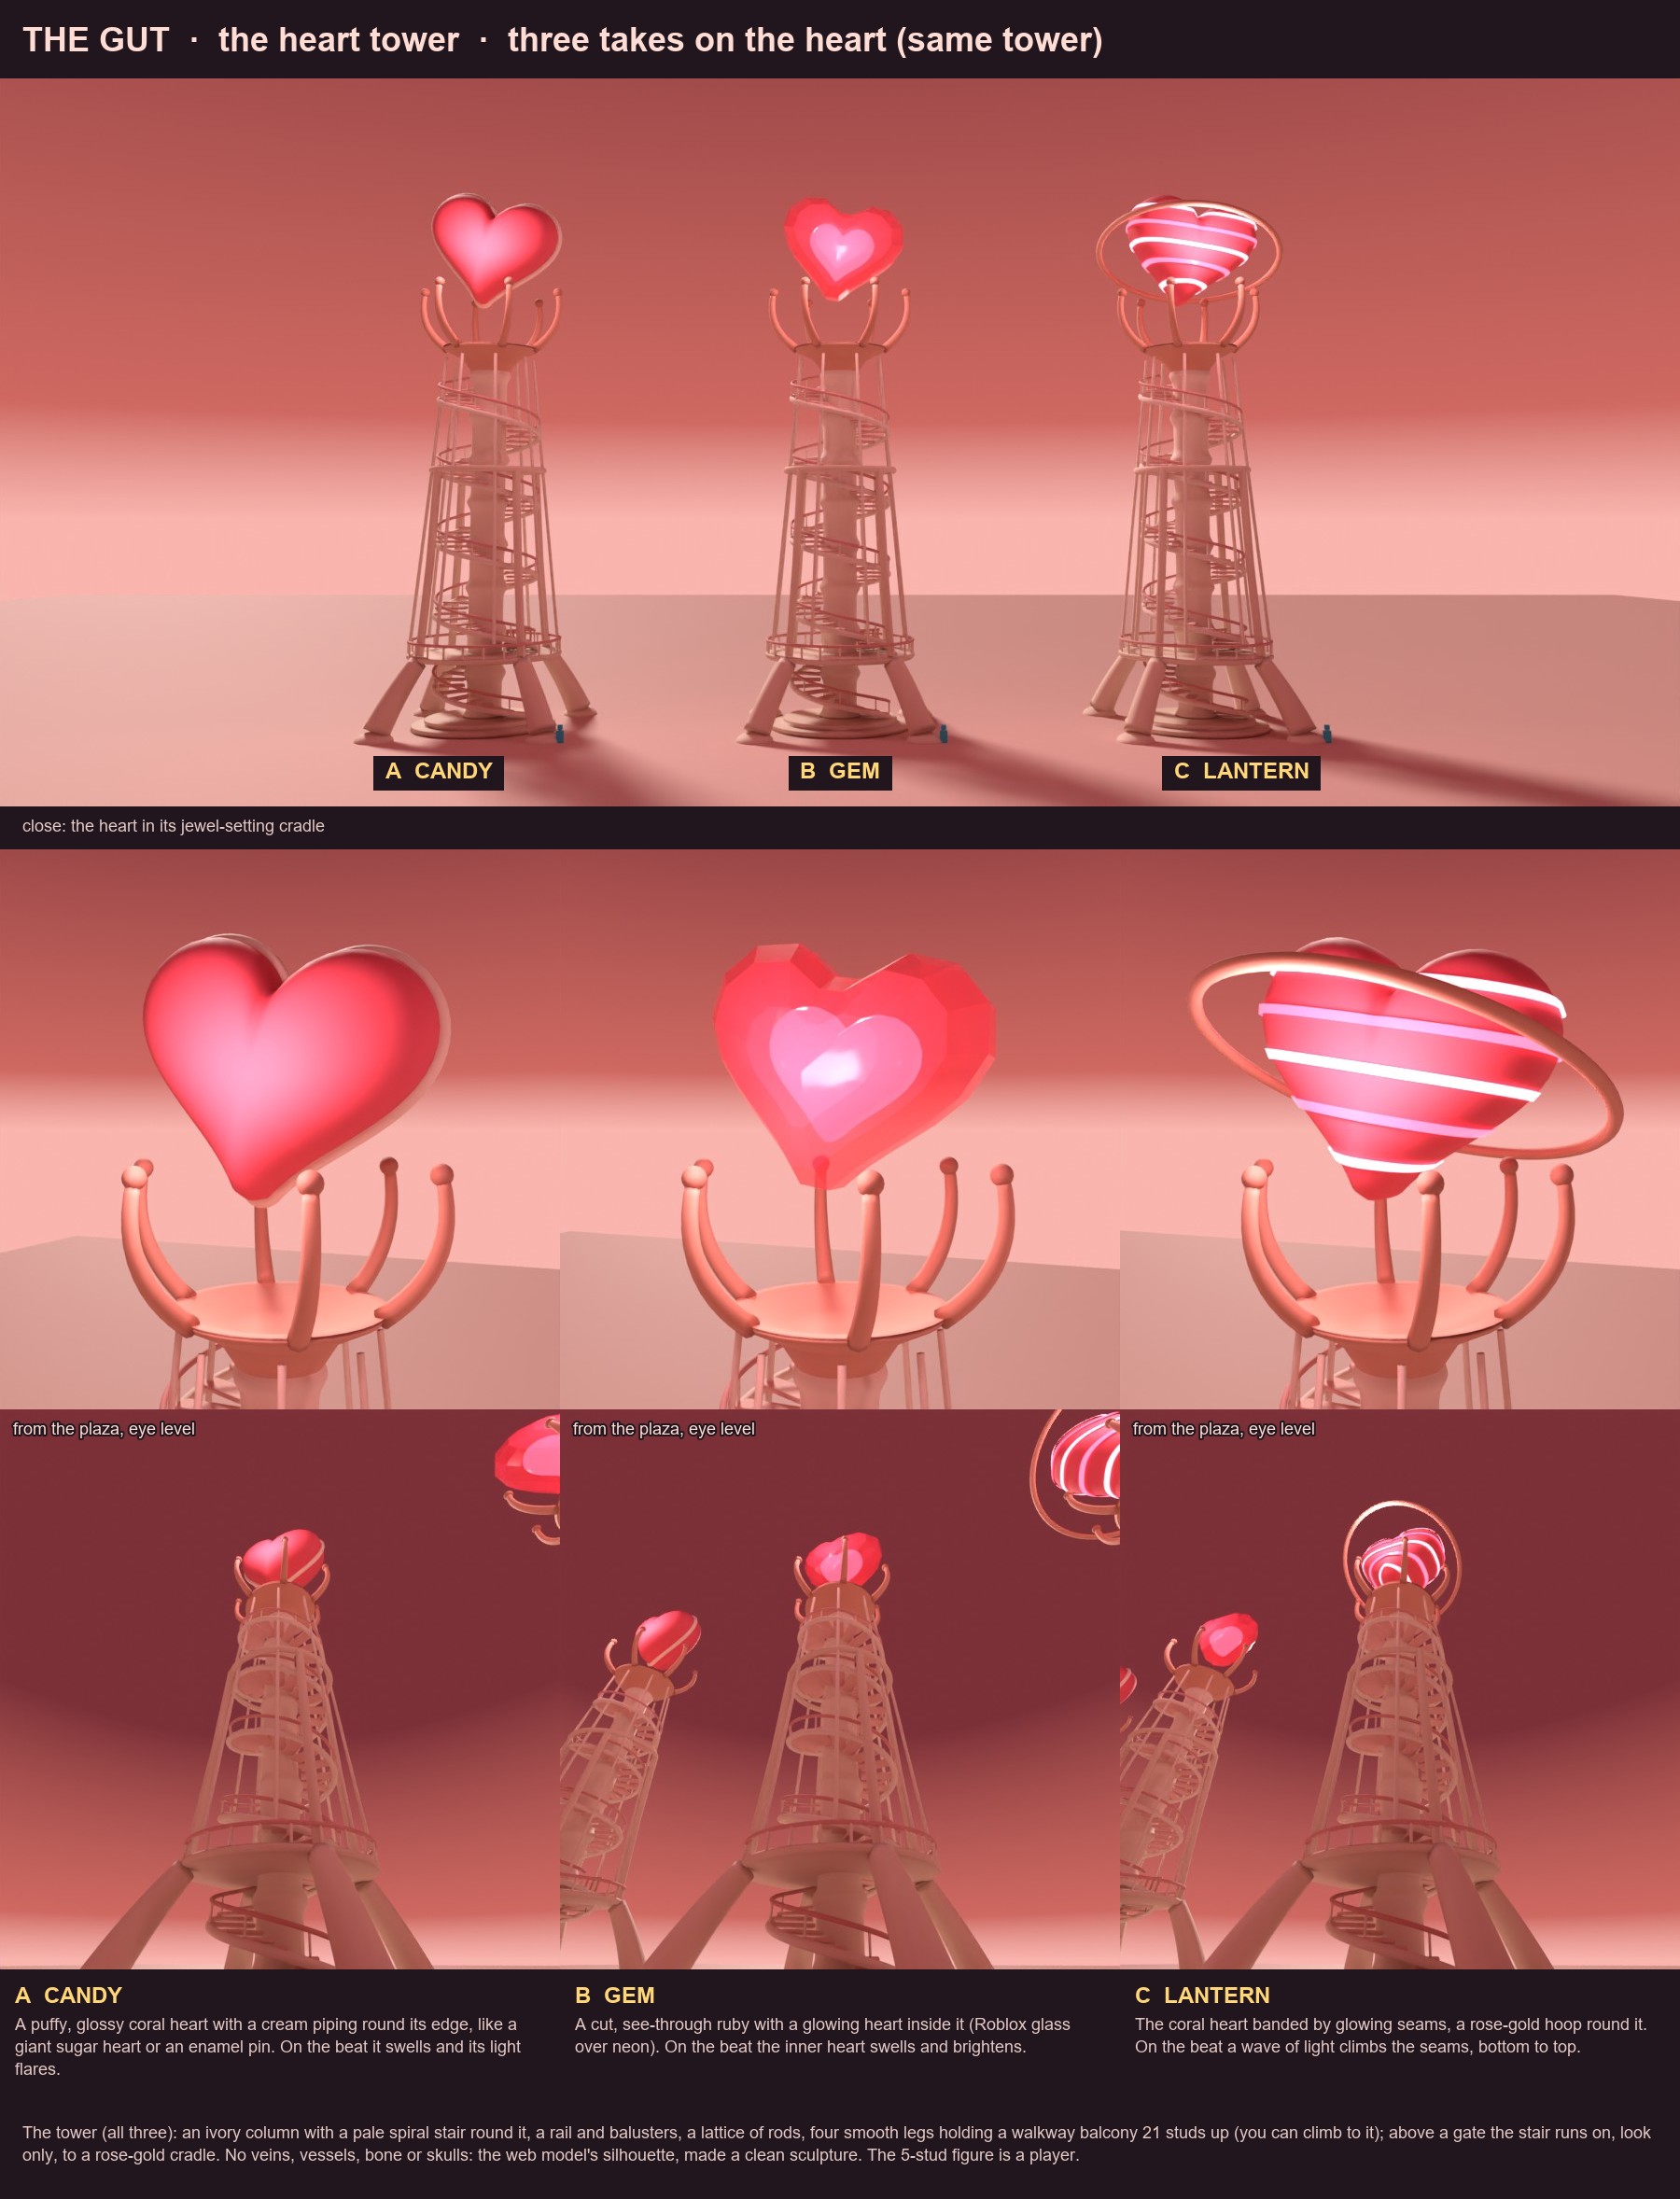 THE GUT · the heart tower · three takes on the heart (same tower)
A CANDY
B GEM
C LANTERN
close: the heart in its jewel-setting cradle
from the plaza, eye level
from the plaza, eye level
from the plaza, eye level
A CANDY
A puffy, glossy coral heart with a cream piping round its edge, like a
giant sugar heart or an enamel pin. On the beat it swells and its light
flares.
B GEM
A cut, see-through ruby with a glowing heart inside it (Roblox glass
over neon). On the beat the inner heart swells and brightens.
C LANTERN
The coral heart banded by glowing seams, a rose-gold hoop round it.
On the beat a wave of light climbs the seams, bottom to top.
The tower (all three): an ivory column with a pale spiral stair round it, a rail and balusters, a lattice of rods, four smooth legs holding a walkway balcony 21 studs up (you can climb to it); above a gate the stair runs on, look
only, to a rose-gold cradle. No veins, vessels, bone or skulls: the web model's silhouette, made a clean sculpture. The 5-stud figure is a player.